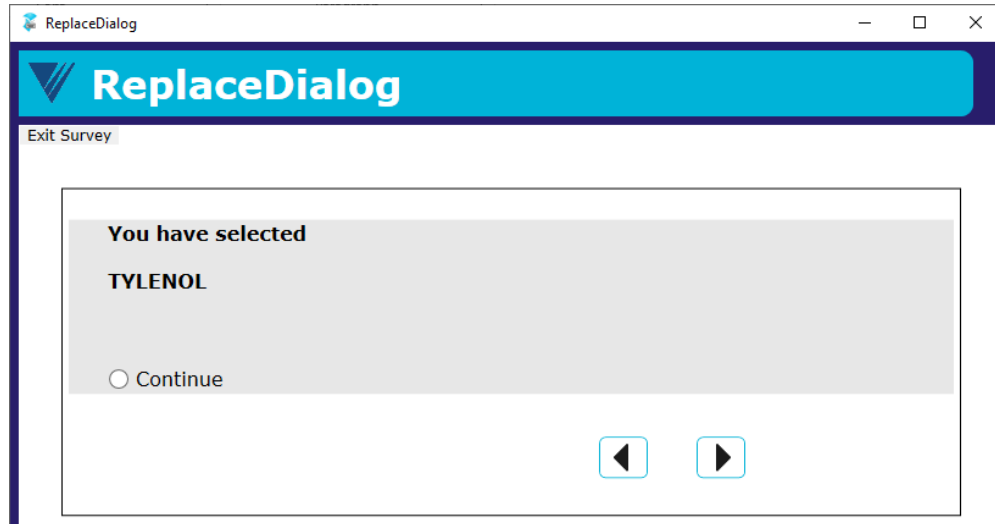 ReplaceDialog
ReplaceDialog
Exit Survey
You have selected
TYLENOL
Continue